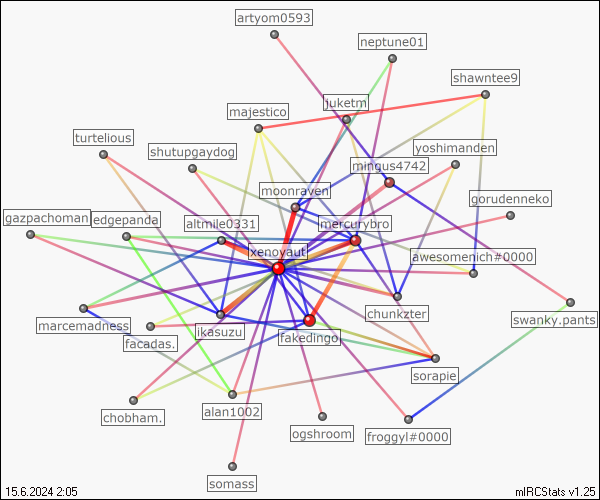 artyom0593
neptune01
shawntee9
juketm
majestico
turtelious
yoshimanden
shutupgaydog
mingus4742
moonraven
gorudenneko
gazpachoman.
edgepanda
altmile0331
mercurybro
xenoyaut
awesomenich#0000
chunkzter
swanky.pants
marcemadness
ikasuzu
facadas.
fakedingo
sorapie
chobham.
alan1002
ogshroom
froggyl#0000
somass
15.6.2024 2:05
mIRCStats v1.25